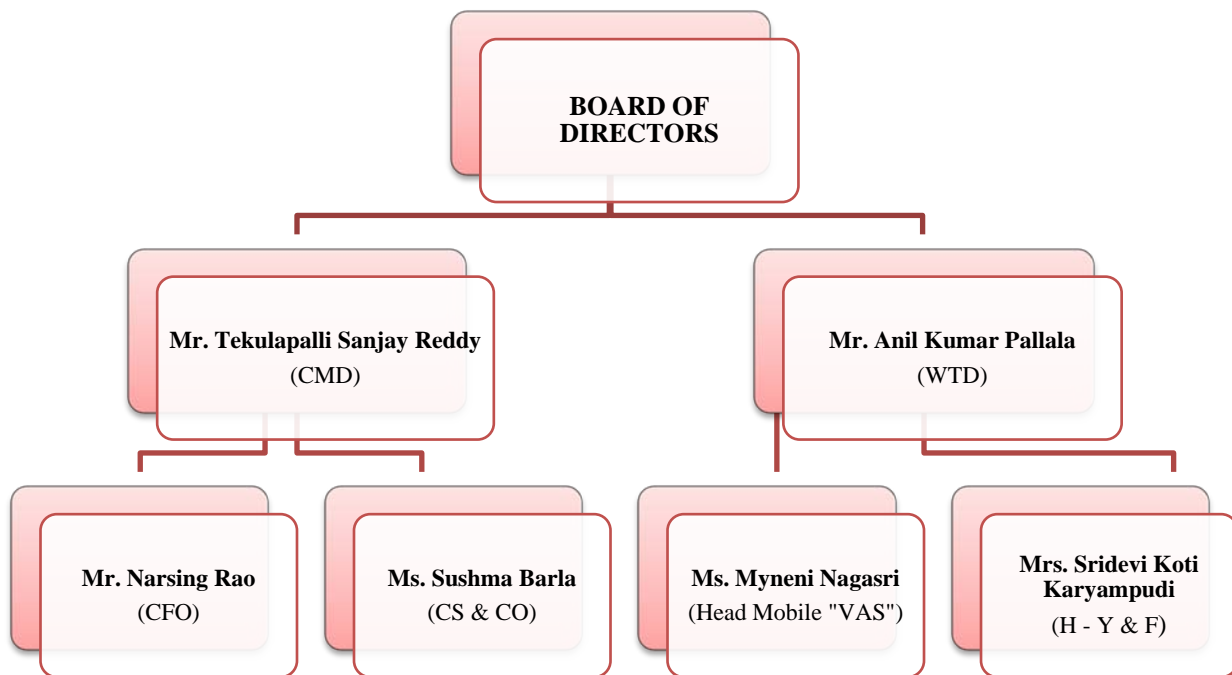 BOARD OF
DIRECTORS
Mr. Tekulapalli Sanjay Reddy
(CMD)
Mr. Anil Kumar Pallala
(WTD)
Mr. Narsing Rao
(CFO)
Ms. Sushma Barla
(CS & CO)
Ms. Myneni Nagasri
(Head Mobile "VAS")
Mrs. Sridevi Koti
Karyampudi
(H - Y & F)